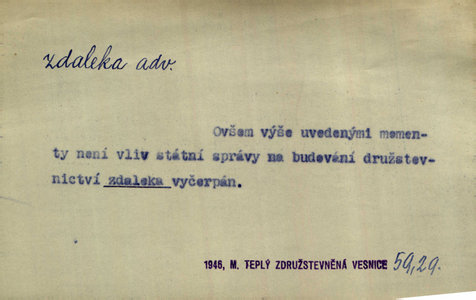 zdaleka adv.
Ovšem výše uvedenými momen-
ty není vliv státní správy na budování družstev-
nictví zdaleka vyčerpán.
1946, M. TEPLÝ ZDRUŽSTEVNĚNÁ VESNICE 59,29.